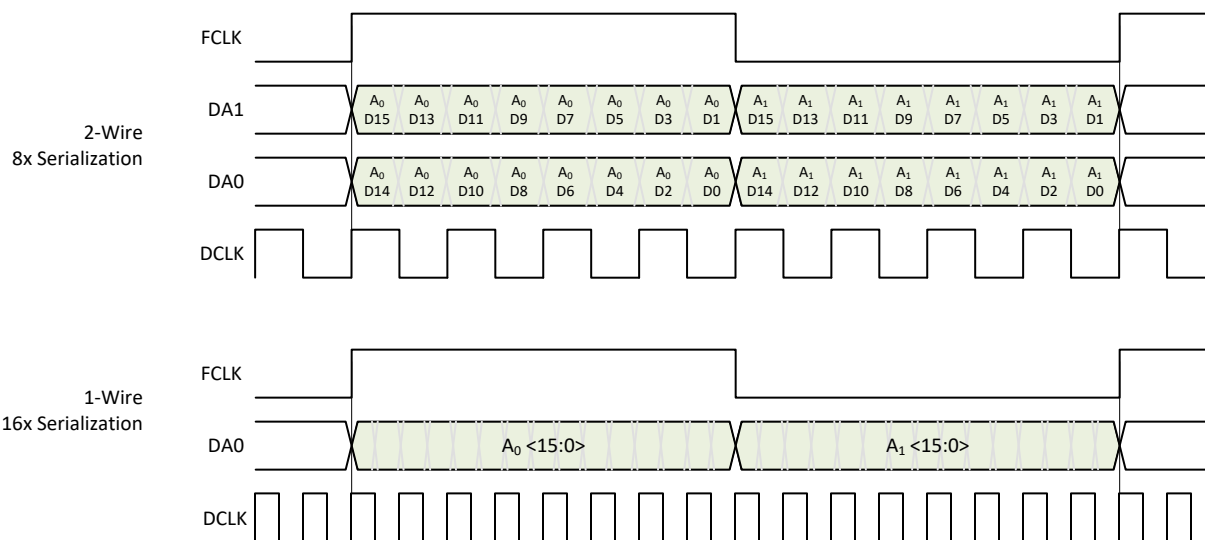 FCLK
DA1
A0 A0 A0 A0 A0 A0 A0 A0 A1 A1 A1 A1 A1 A1 A1 A1
D15 D13 D11 D9 D7 D5 D3 D1 D15 D13 D11 D9 D7 D5 D3 D1
2-Wire
8x Serialization
DA0
A0 A0 A0 A0 A0 A0 A0 A0 A1 A1 A1 A1 A1 A1 A1 A1
D14 D12 D10 D8 D6 D4 D2 D0 D14 D12 D10 D8 D6 D4 D2 D0
DCLK
FCLK
1-Wire
16x Serialization
DA0 A0 <15:0> A1 <15:0>
DCLK